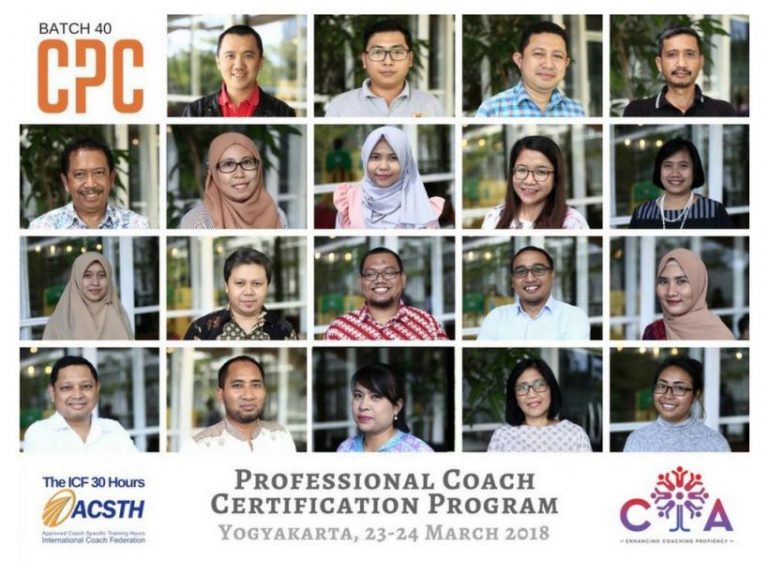 BATCH 40
CPC
The ICF 30 Hours
ACSTH
Approved Coach Specific Training Hours
International Coach Federation
PROFESSIONAL COACH
CERTIFICATION PROGRAM
YOGYAKARTA, 23-24 MARCH 2018
CTA
ENHANCING COACHING PROFIENCY